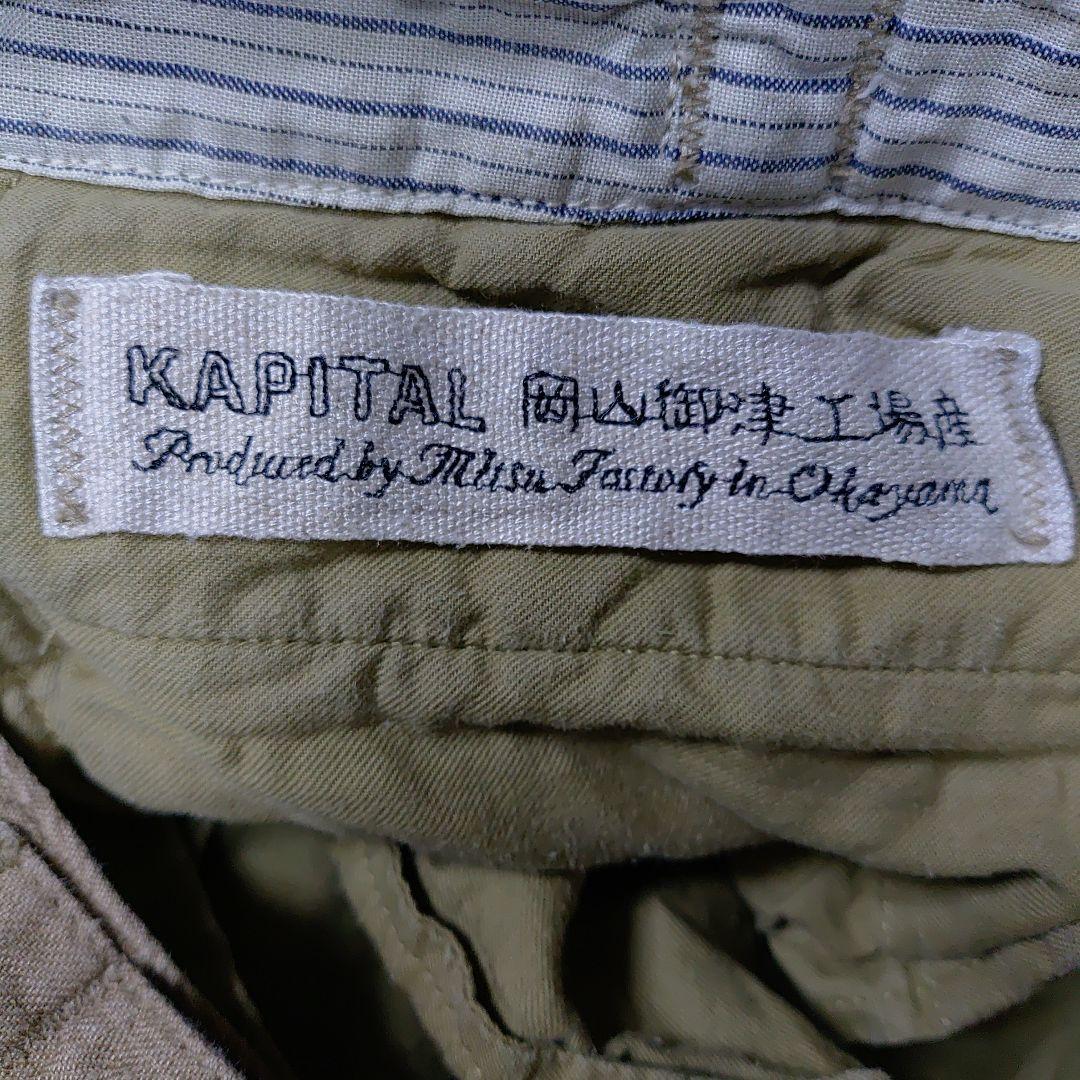 KAPITAL 岡山御津工場産
Produced by Mitsu Factory in Okayama